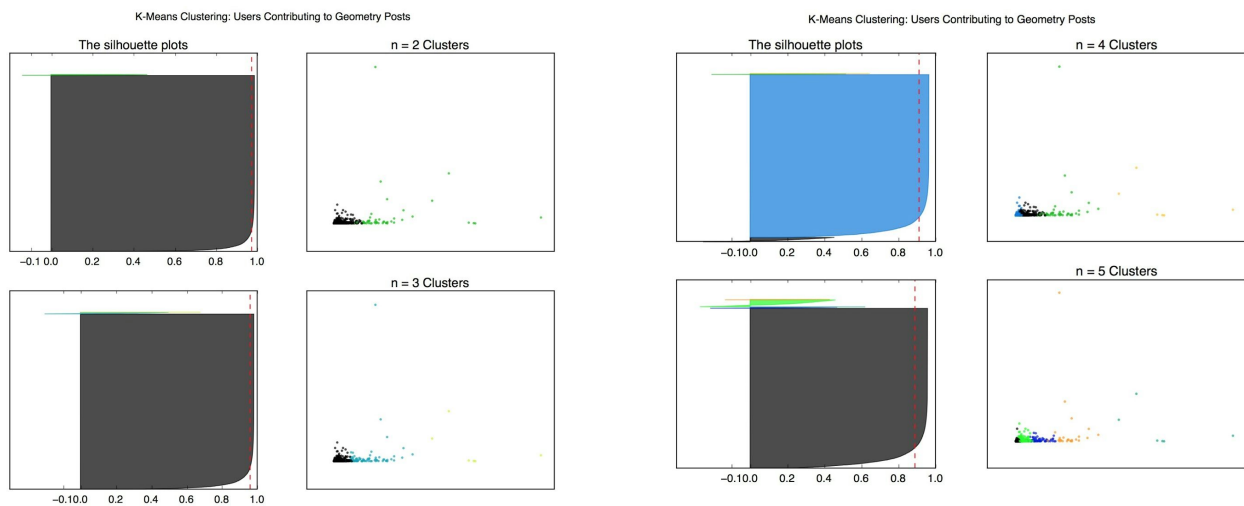 K-Means Clustering: Users Contributing to Geometry Posts
The silhouette plots
n = 2 Clusters
−0.1 0.0 0.2 0.4 0.6 0.8 1.0
n = 3 Clusters
−0.10.0 0.2 0.4 0.6 0.8 1.0
K-Means Clustering: Users Contributing to Geometry Posts
The silhouette plots
n = 4 Clusters
−0.10.0 0.2 0.4 0.6 0.8 1.0
n = 5 Clusters
−0.10.0 0.2 0.4 0.6 0.8 1.0